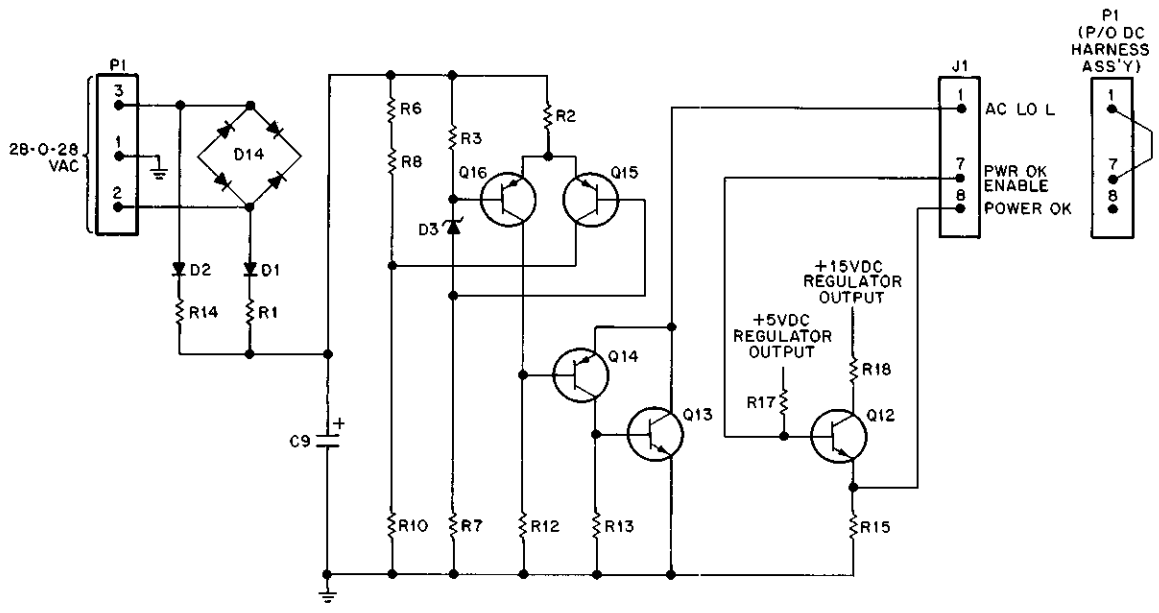 P1
(P/O DC
HARNESS
ASS'Y)
P1
J1
3
1
2
28-0-28
VAC
D14
D2
D1
R14
R1
C9
+
R6
R8
R3
R2
Q16
Q15
D3
Q14
Q13
R10
R7
R12
R13
1
AC LO L
7
PWR OK
ENABLE
8
POWER OK
1
7
8
+15VDC
REGULATOR
OUTPUT
+5VDC
REGULATOR
OUTPUT
R18
R17
Q12
R15